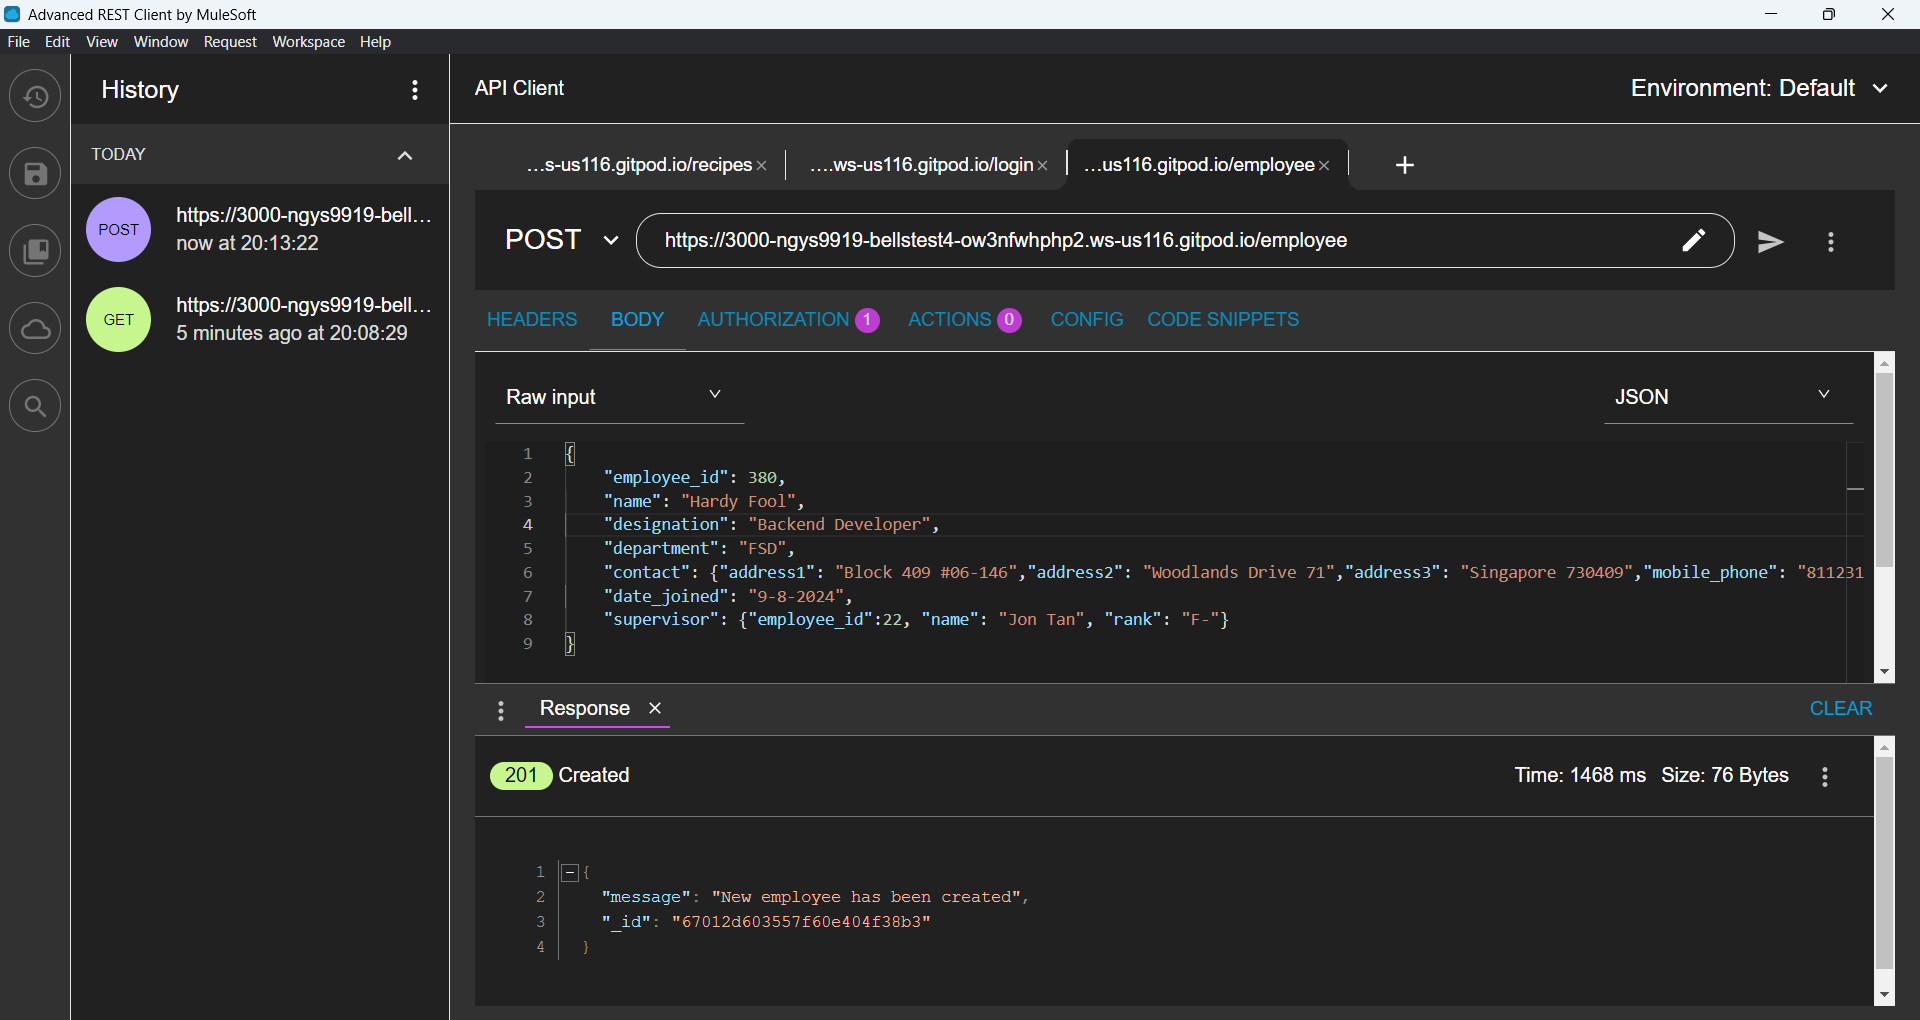 Advanced REST Client by MuleSoft
File Edit View Window Request Workspace Help
History
API Client
Environment: Default
TODAY
...s-us116.gitpod.io/recipes
....ws-us116.gitpod.io/login
...us116.gitpod.io/employee
POST
https://3000-ngys9919-bell...
now at 20:13:22
GET
https://3000-ngys9919-bell...
5 minutes ago at 20:08:29
POST
https://3000-ngys9919-bellstest4-ow3nfwhphp2.ws-us116.gitpod.io/employee
HEADERS BODY AUTHORIZATION 1 ACTIONS 0 CONFIG CODE SNIPPETS
Raw input
JSON
1 {
2 "employee_id": 380,
3 "name": "Hardy Fool",
4 "designation": "Backend Developer",
5 "department": "FSD",
6 "contact": {"address1": "Block 409 #06-146","address2": "Woodlands Drive 71","address3": "Singapore 730409","mobile_phone": "811231
7 "date_joined": "9-8-2024",
8 "supervisor": {"employee_id":22, "name": "Jon Tan", "rank": "F-"}
9 }
Response
CLEAR
201 Created
Time: 1468 ms Size: 76 Bytes
1 {
2 "message": "New employee has been created",
3 "_id": "67012d603557f60e404f38b3"
4 }